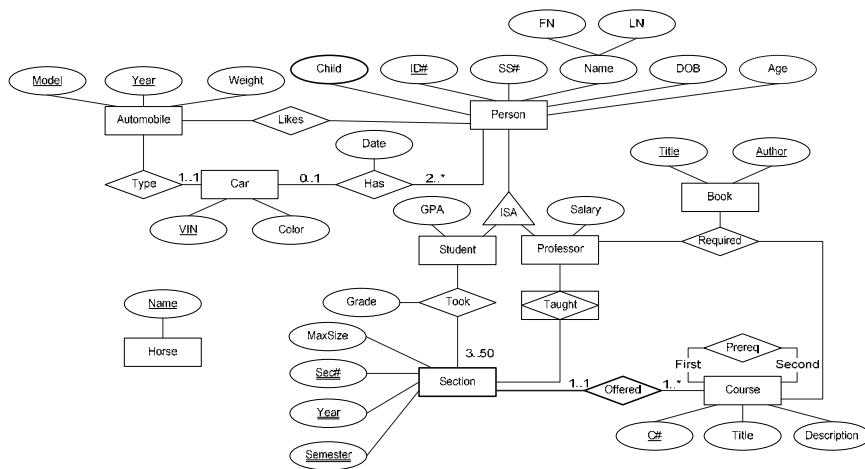 FN
LN
Model
Year
Weight
Child
ID#
SS#
Name
DOB
Age
Automobile
Likes
Person
Date
Title
Author
Type
1..1
Car
0..1
Has
2..*
Book
GPA
ISA
Salary
VIN
Color
Student
Professor
Required
Name
Grade
Took
Taught
Horse
MaxSize
Prereq
3..50
First
Second
Sec#
Section
1..1
Offered
1..*
Course
Year
Semester
C#
Title
Description